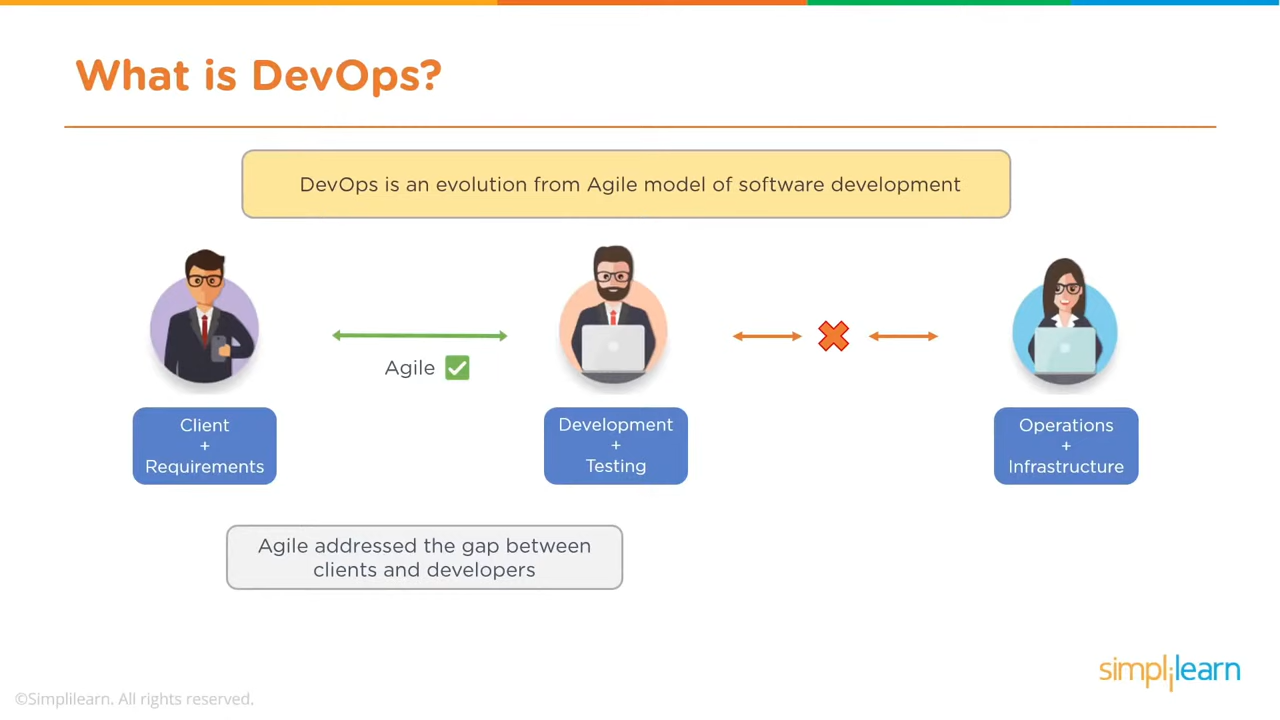 What is DevOps?
DevOps is an evolution from Agile model of software development
Agile
Client
+
Requirements
Development
+
Testing
Operations
+
Infrastructure
Agile addressed the gap between
clients and developers
simplilearn
©Simplilearn. All rights reserved.